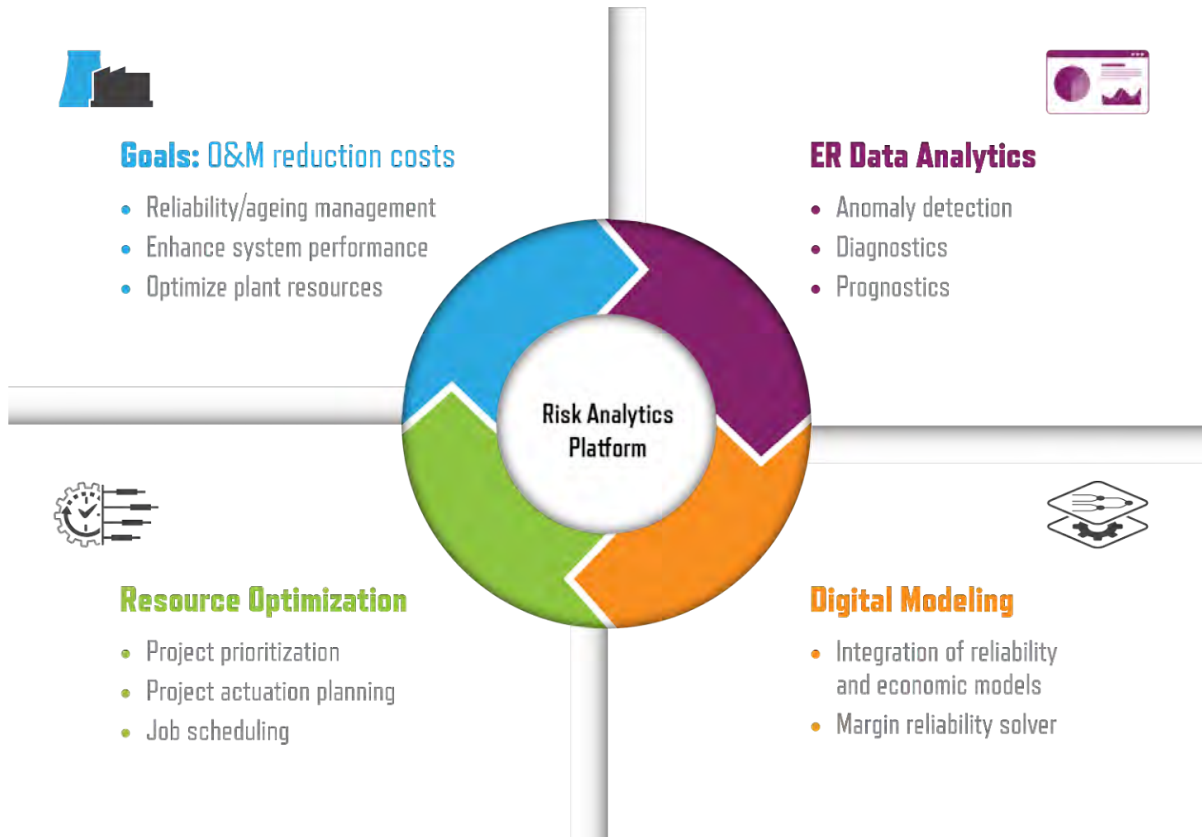 Goals: O&M reduction costs
• Reliability/ageing management
• Enhance system performance
• Optimize plant resources
ER Data Analytics
• Anomaly detection
• Diagnostics
• Prognostics
Risk Analytics
Platform
Resource Optimization
• Project prioritization
• Project actuation planning
• Job scheduling
Digital Modeling
• Integration of reliability
and economic models
• Margin reliability solver